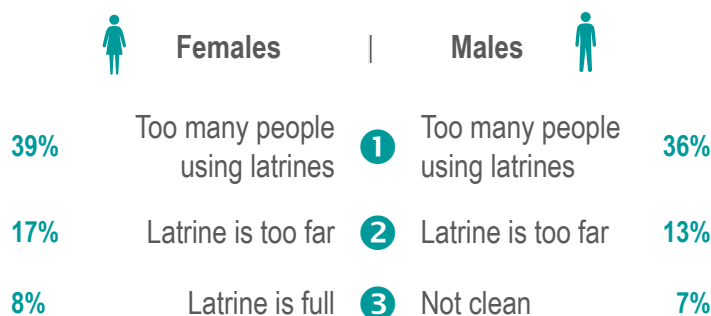 Females | Males
39% Too many people using latrines 1 Too many people using latrines 36%
17% Latrine is too far 2 Latrine is too far 13%
8% Latrine is full 3 Not clean 7%